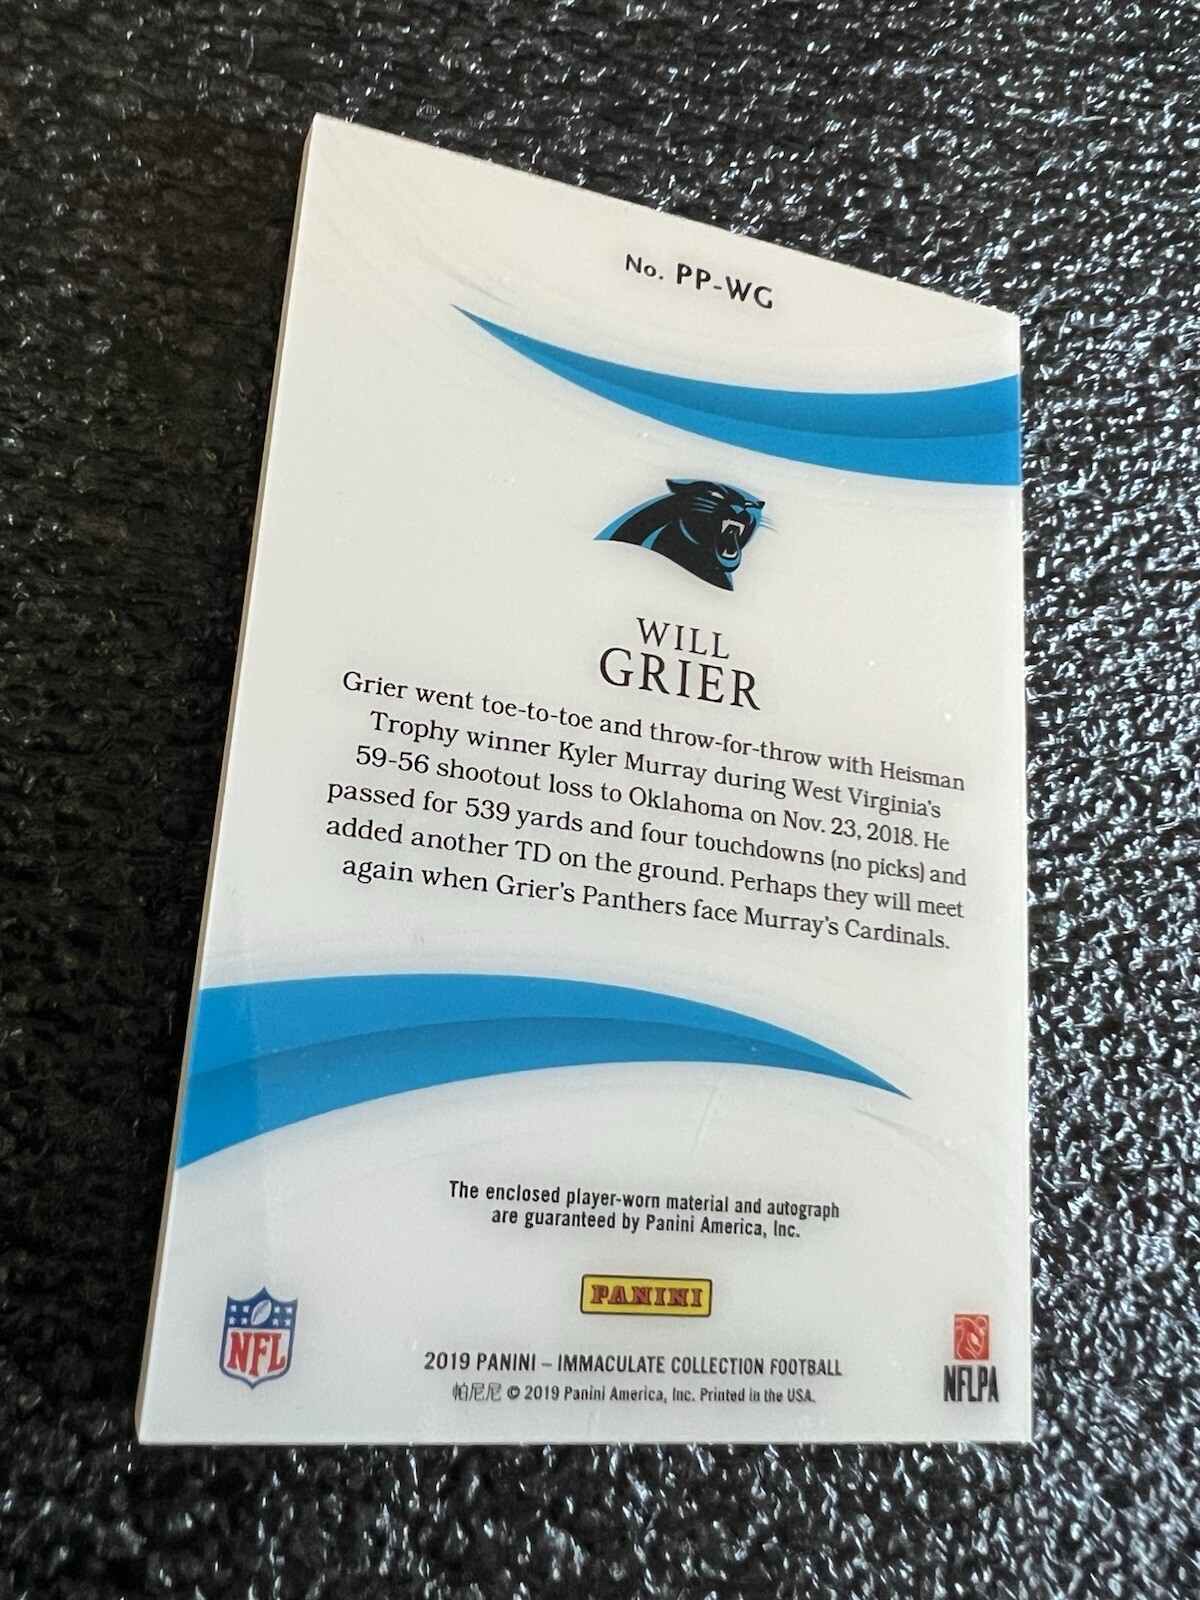 No. PP-WG
WILL
GRIER
Grier went toe-to-toe and throw-for-throw with Heisman
Trophy winner Kyler Murray during West Virginia's
59-56 shootout loss to Oklahoma on Nov. 23, 2018. He
passed for 539 yards and four touchdowns (no picks) and
added another TD on the ground. Perhaps they will meet
again when Grier's Panthers face Murray's Cardinals.
The enclosed player-worn material and autograph
are guaranteed by Panini America, Inc.
PANINI
NFL
NFLPA
2019 PANINI – IMMACULATE COLLECTION FOOTBALL
帕尼尼 © 2019 Panini America, Inc. Printed in the USA.